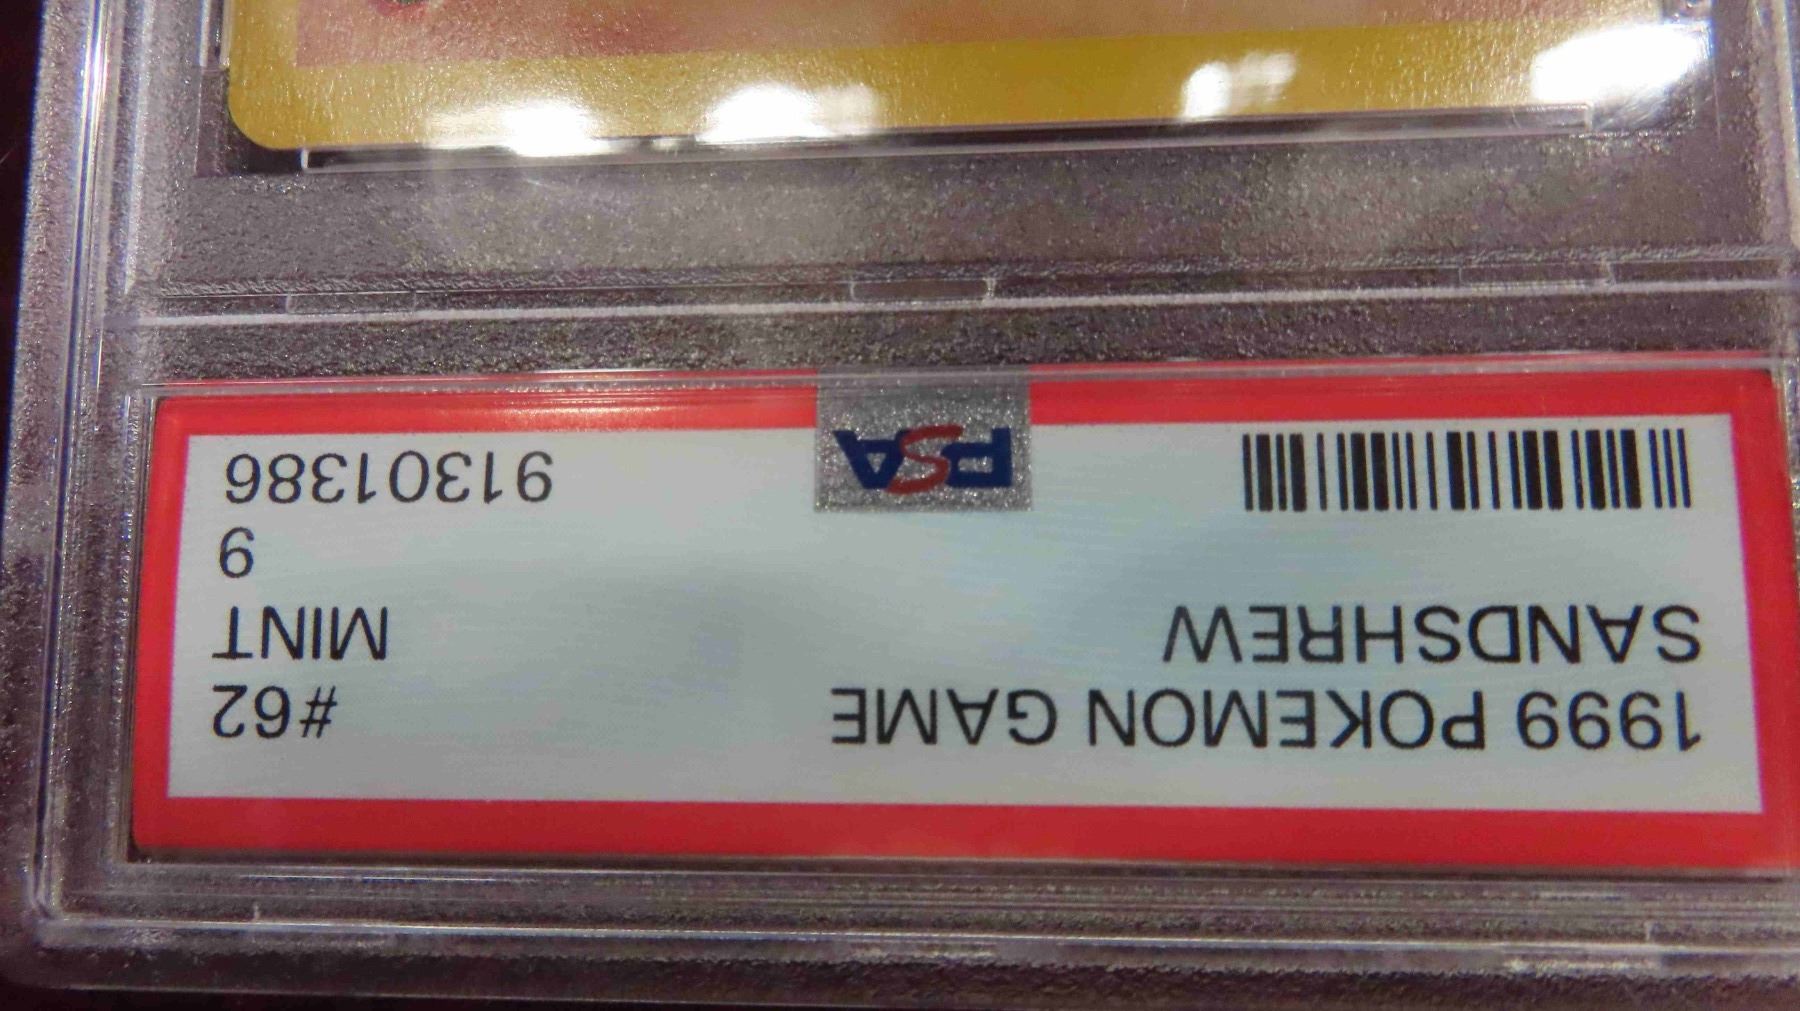 1999 POKEMON GAME #62
SANDSHREW MINT
9
PSA 91301386